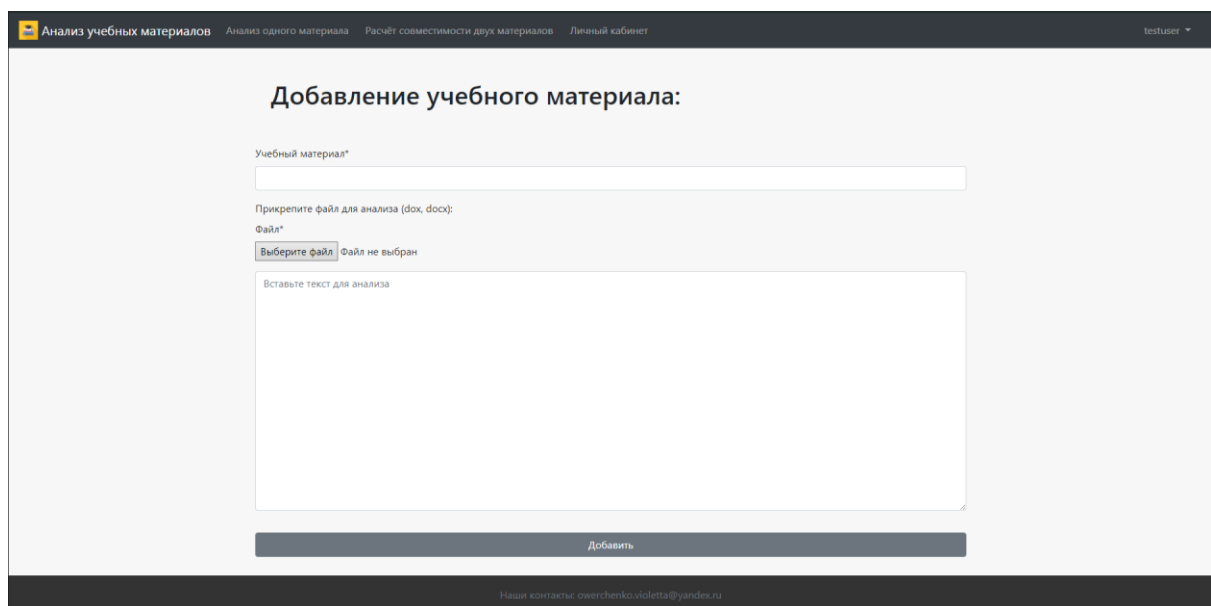 Анализ учебных материалов Анализ одного материала Расчёт совместимости двух материалов Личный кабинет testuser
Добавление учебного материала:
Учебный материал*
Прикрепите файл для анализа (dox, docx):
Файл*
Выберите файл Файл не выбран
Вставьте текст для анализа
Добавить
Наши контакты: owerchenko.violetta@yandex.ru